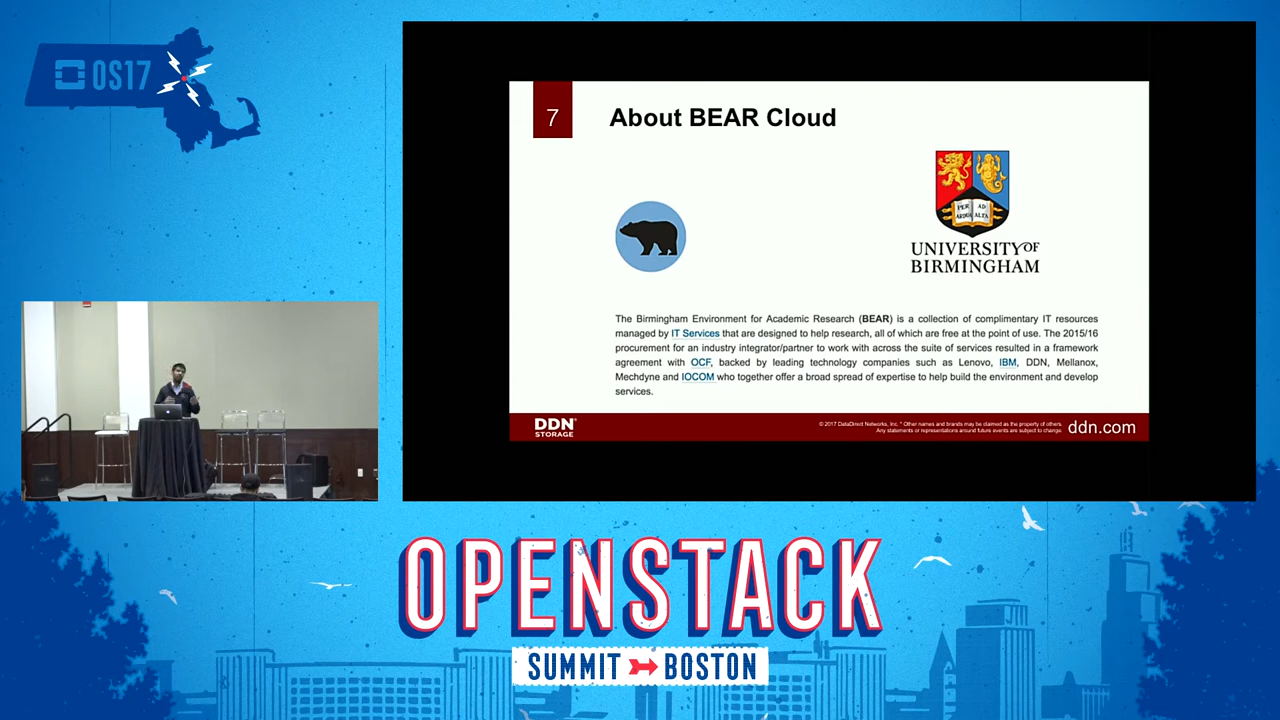 OS17
7
About BEAR Cloud
PER AD
ARDUA ALTA
UNIVERSITY OF
BIRMINGHAM
The Birmingham Environment for Academic Research (BEAR) is a collection of complimentary IT resources
managed by IT Services that are designed to help research, all of which are free at the point of use. The 2015/16
procurement for an industry integrator/partner to work with across the suite of services resulted in a framework
agreement with OCF, backed by leading technology companies such as Lenovo, IBM, DDN, Mellanox,
Mechdyne and IOCOM who together offer a broad spread of expertise to help build the environment and develop
services.
DDN
STORAGE
© 2017 DataDirect Networks, Inc. * Other names and brands may be claimed as the property of others.
Any statements or representations around future events are subject to change.
ddn.com
OPENSTACK
SUMMIT BOSTON